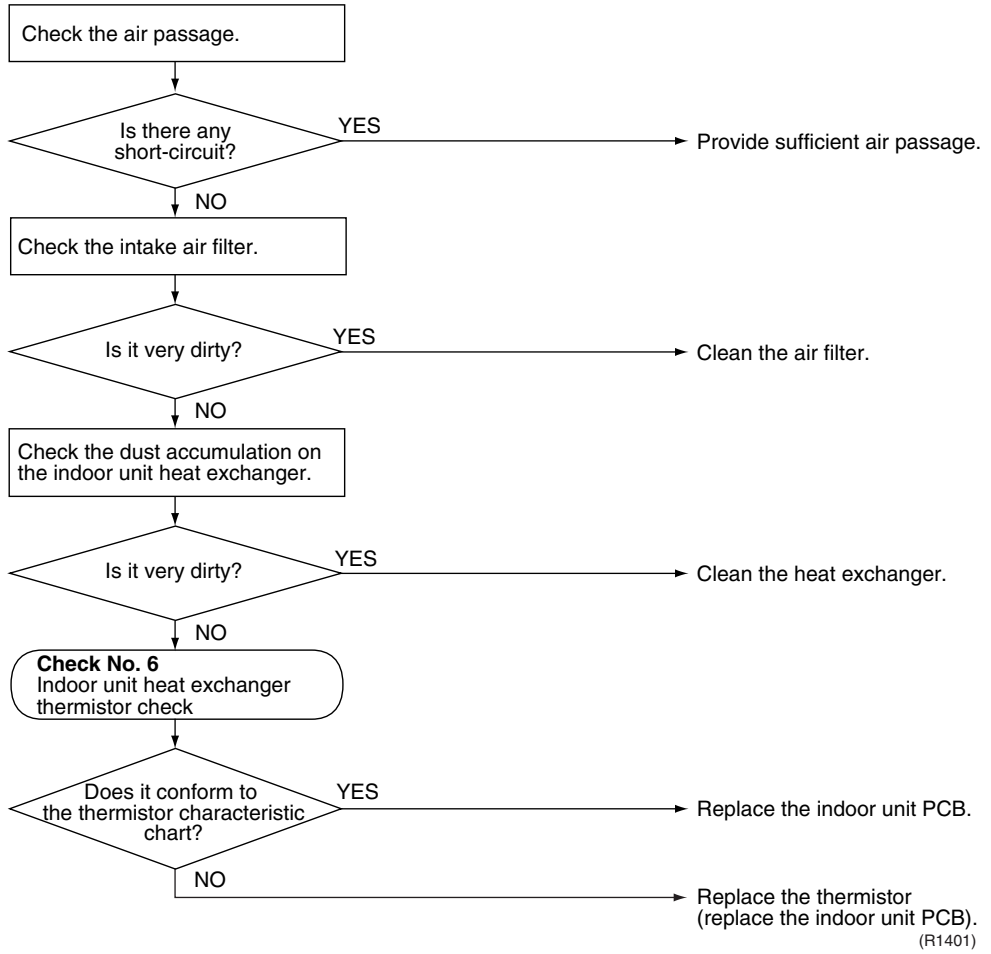 Check the air passage.
Is there any
short-circuit?
YES
Provide sufficient air passage.
NO
Check the intake air filter.
Is it very dirty?
YES
Clean the air filter.
NO
Check the dust accumulation on
the indoor unit heat exchanger.
Is it very dirty?
YES
Clean the heat exchanger.
NO
Check No. 6
Indoor unit heat exchanger
thermistor check
Does it conform to
the thermistor characteristic
chart?
YES
Replace the indoor unit PCB.
NO
Replace the thermistor
(replace the indoor unit PCB).
(R1401)